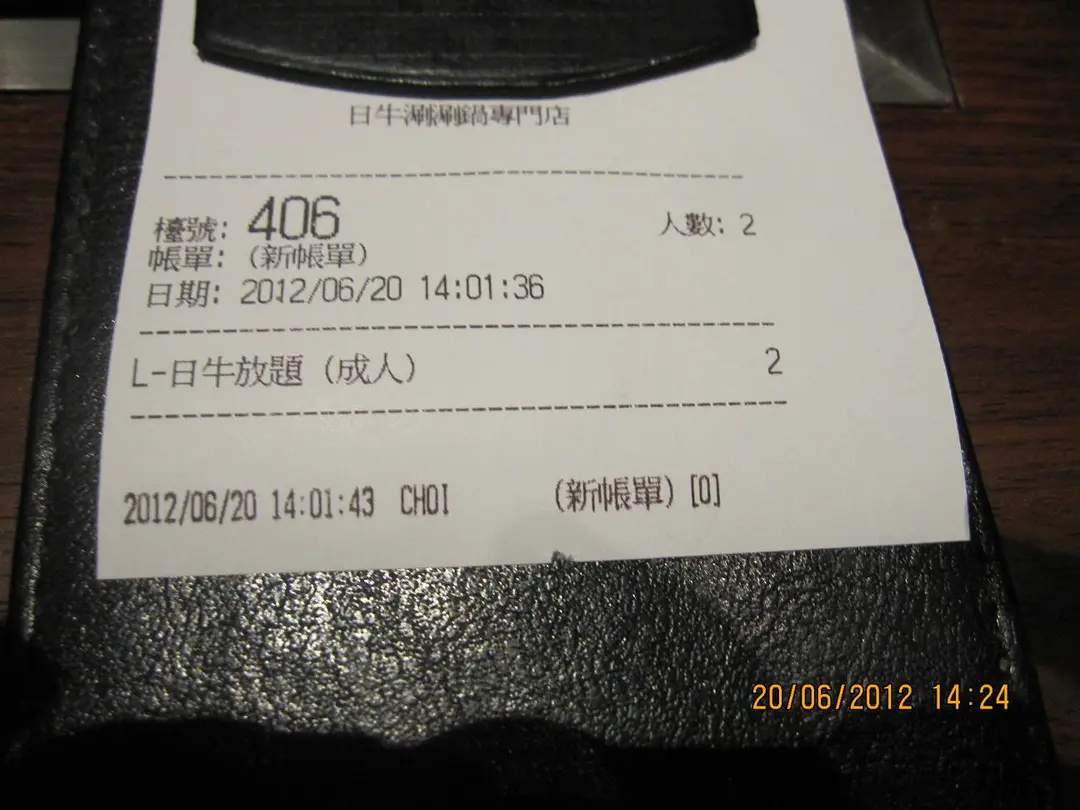 日牛涮涮鍋專門店
檯號: 406 人數: 2
帳單: (新帳單)
日期: 2012/06/20 14:01:36
L-日牛放題 (成人) 2
2012/06/20 14:01:43 CHOI (新帳單) [0]
20/06/2012 14:24